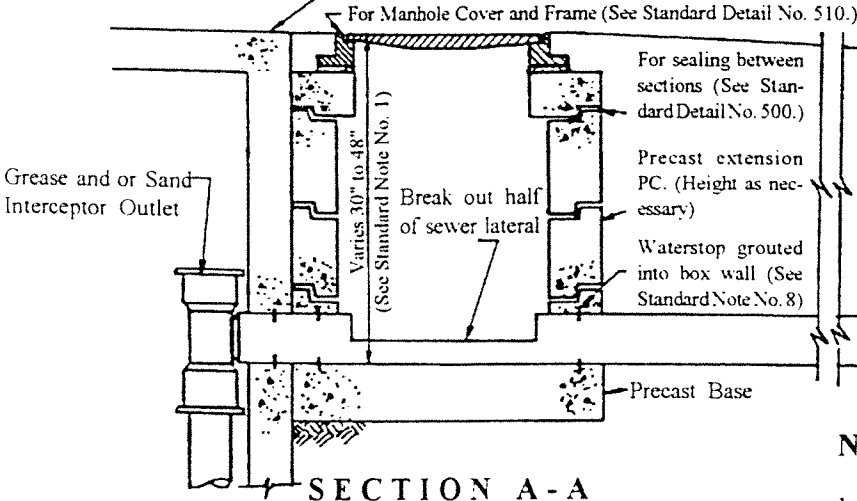 For Manhole Cover and Frame (See Standard Detail No. 510.)
For sealing between
sections (See Stan-
dard Detail No. 500.)
Grease and or Sand
Interceptor Outlet
Varies 30" to 48"
(See Standard Note No. 1)
Break out half
of sewer lateral
Precast extension
PC. (Height as nec-
essary)
Waterstop grouted
into box wall (See
Standard Note No. 8)
Precast Base
N
SECTION A-A